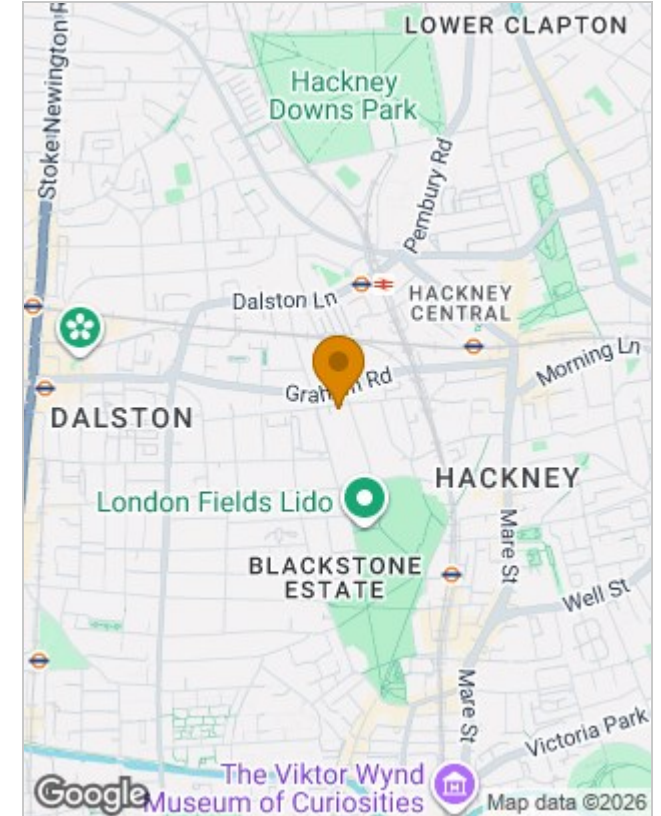 LOWER CLAPTON
Hackney
Downs Park
Stoke Newington R
Pembury Rd
Dalston Ln
HACKNEY
CENTRAL
Morning Ln
Graham Rd
DALSTON
HACKNEY
London Fields Lido
BLACKSTONE
ESTATE
Mare St
Well St
Mare St
Victoria Park
The Viktor Wynd
Museum of Curiosities
Google
Map data ©2026